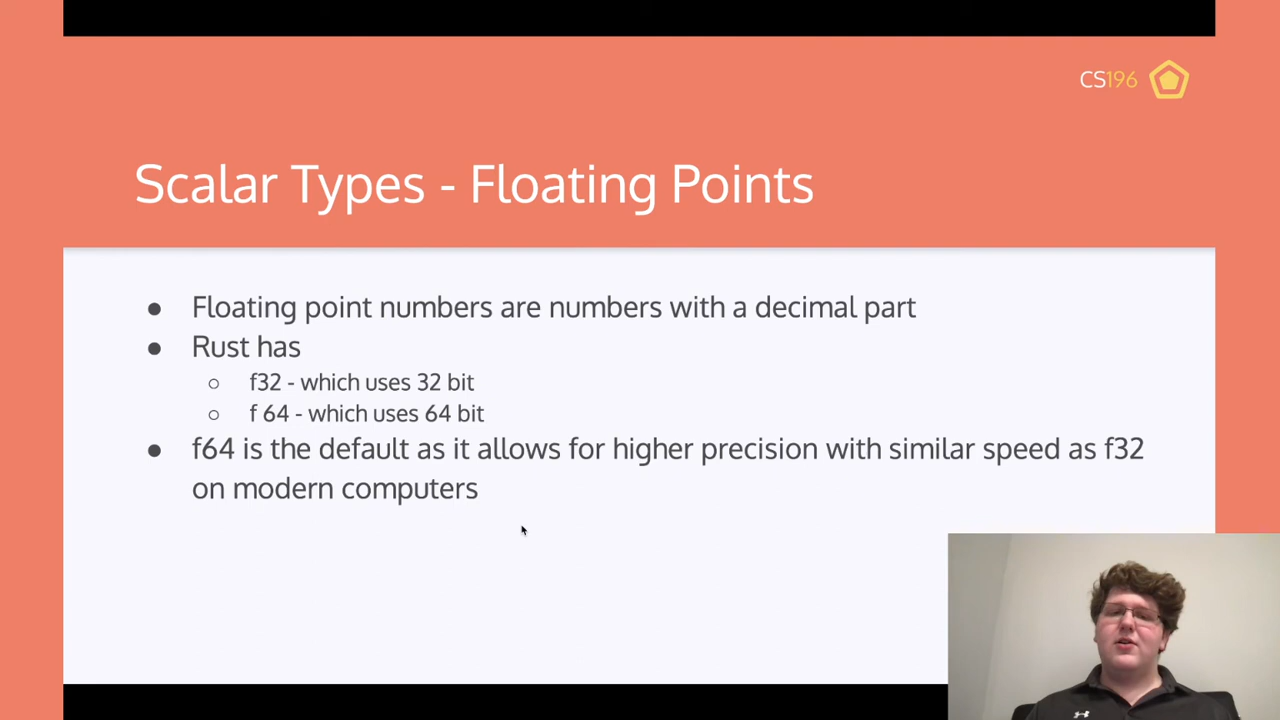 CS196
Scalar Types - Floating Points
● Floating point numbers are numbers with a decimal part
● Rust has
○ f32 - which uses 32 bit
○ f 64 - which uses 64 bit
● f64 is the default as it allows for higher precision with similar speed as f32
on modern computers